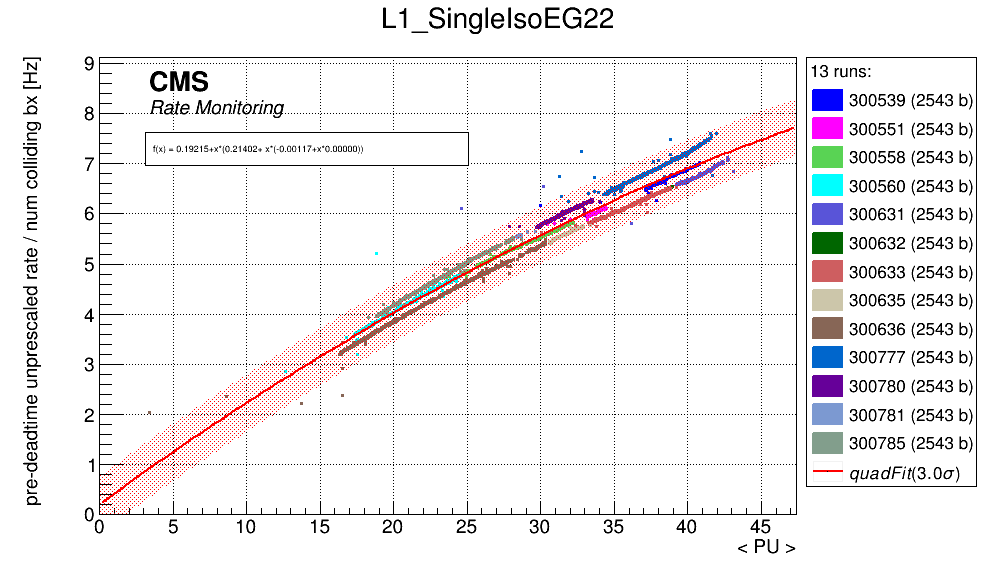 L1_SingleIsoEG22
pre-deadtime unprescaled rate / num colliding bx [Hz]
CMS
Rate Monitoring
f(x) = 0.19215+x*(0.21402+ x*(-0.00117+x*0.00000))
9
8
7
6
5
4
3
2
1
0
0 5 10 15 20 25 30 35 40 45
< PU >
13 runs:
300539 (2543 b)
300551 (2543 b)
300558 (2543 b)
300560 (2543 b)
300631 (2543 b)
300632 (2543 b)
300633 (2543 b)
300635 (2543 b)
300636 (2543 b)
300777 (2543 b)
300780 (2543 b)
300781 (2543 b)
300785 (2543 b)
quadFit(3.0σ)